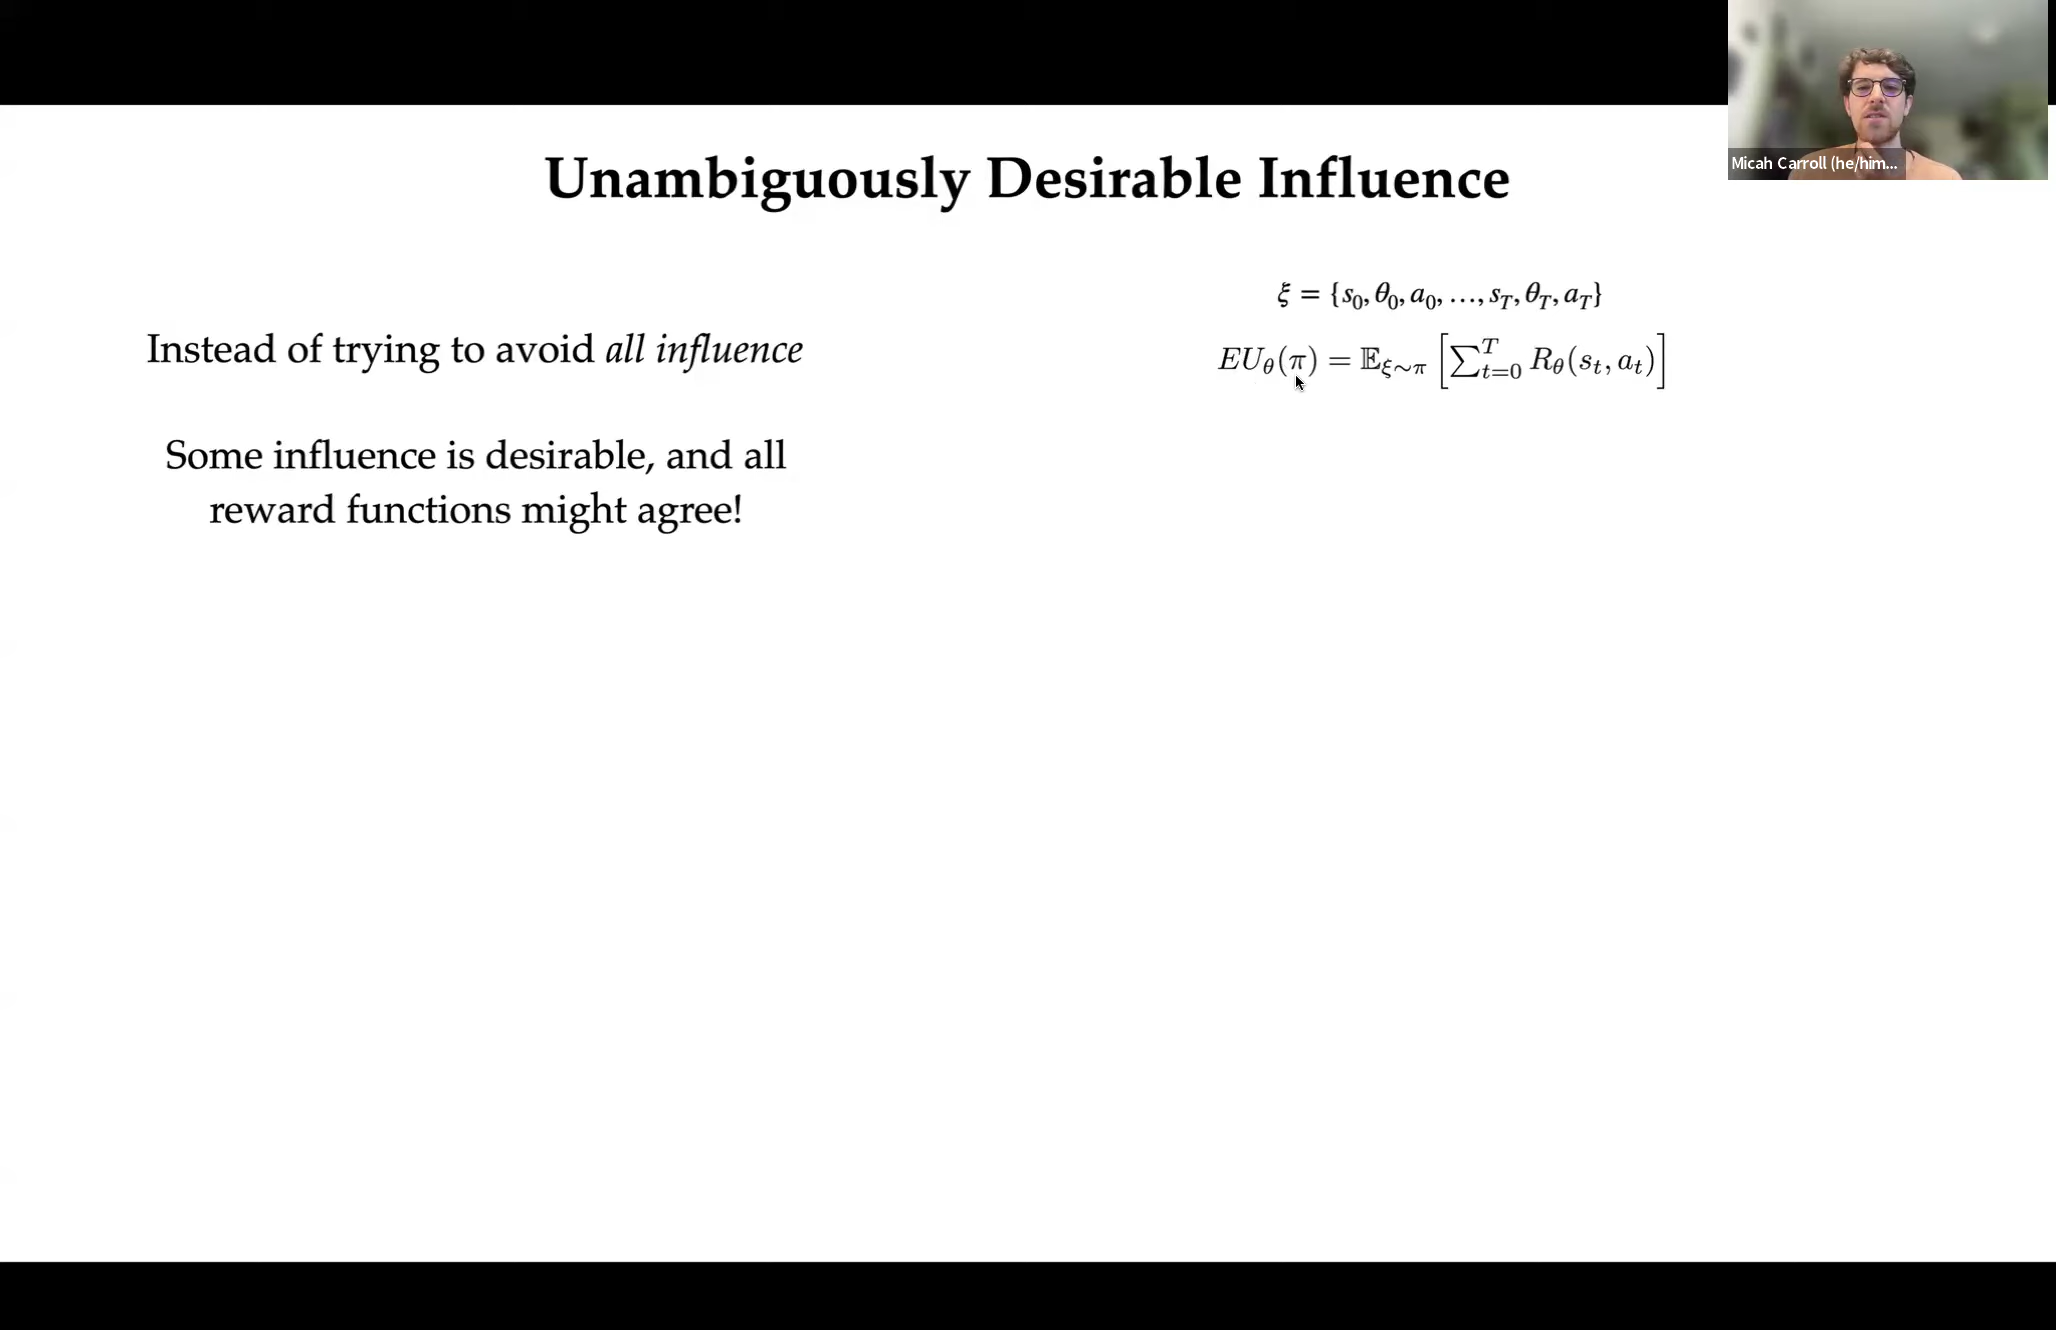 Micah Carroll (he/him...
Unambiguously Desirable Influence
Instead of trying to avoid all influence
Some influence is desirable, and all
reward functions might agree!
ξ = {s₀, θ₀, a₀, …, s_T, θ_T, a_T}
EU_θ(π) = 𝔼_{ξ∼π} [∑_{t=0}^{T} R_θ(s_t, a_t)]